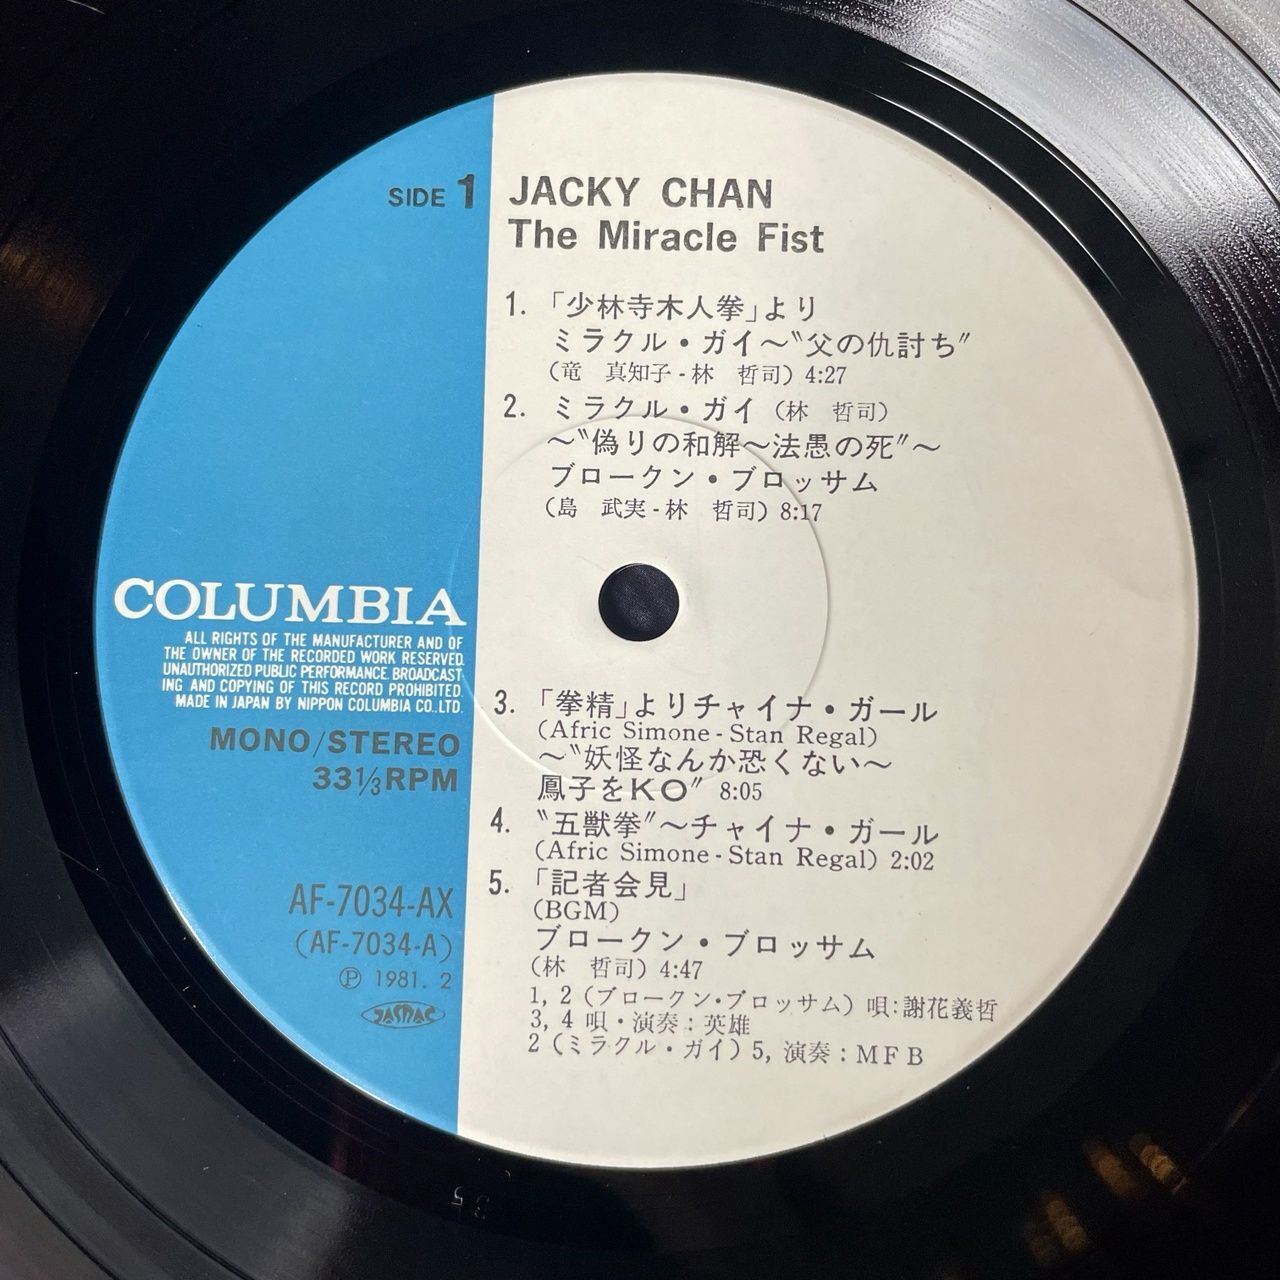 SIDE 1
JACKY CHAN
The Miracle Fist
1. 「少林寺木人拳」より
ミラクル・ガイ〜〝父の仇討ち〟
(竜 真知子-林 哲司) 4:27
2. ミラクル・ガイ (林 哲司)
〜〝偽りの和解〜法愚の死〟〜
ブロークン・ブロッサム
(島 武実-林 哲司) 8:17
COLUMBIA
ALL RIGHTS OF THE MANUFACTURER AND OF
THE OWNER OF THE RECORDED WORK RESERVED.
UNAUTHORIZED PUBLIC PERFORMANCE. BROADCAST
ING AND COPYING OF THIS RECORD PROHIBITED.
MADE IN JAPAN BY NIPPON COLUMBIA CO.,LTD.
MONO/STEREO
33⅓RPM
3. 「拳精」よりチャイナ・ガール
(Afric Simone-Stan Regal)
〜〝妖怪なんか恐くない〜
鳳子をKO〟 8:05
4. 〝五獣拳〟〜チャイナ・ガール
(Afric Simone-Stan Regal) 2:02
5. 「記者会見」
(BGM)
ブロークン・ブロッサム
(林 哲司) 4:47
AF-7034-AX
(AF-7034-A)
Ⓟ 1981. 2
JASRAC
1, 2 (ブロークン・ブロッサム) 唄:謝花義哲
3, 4 唄・演奏:英雄
2 (ミラクル・ガイ) 5, 演奏:MFB